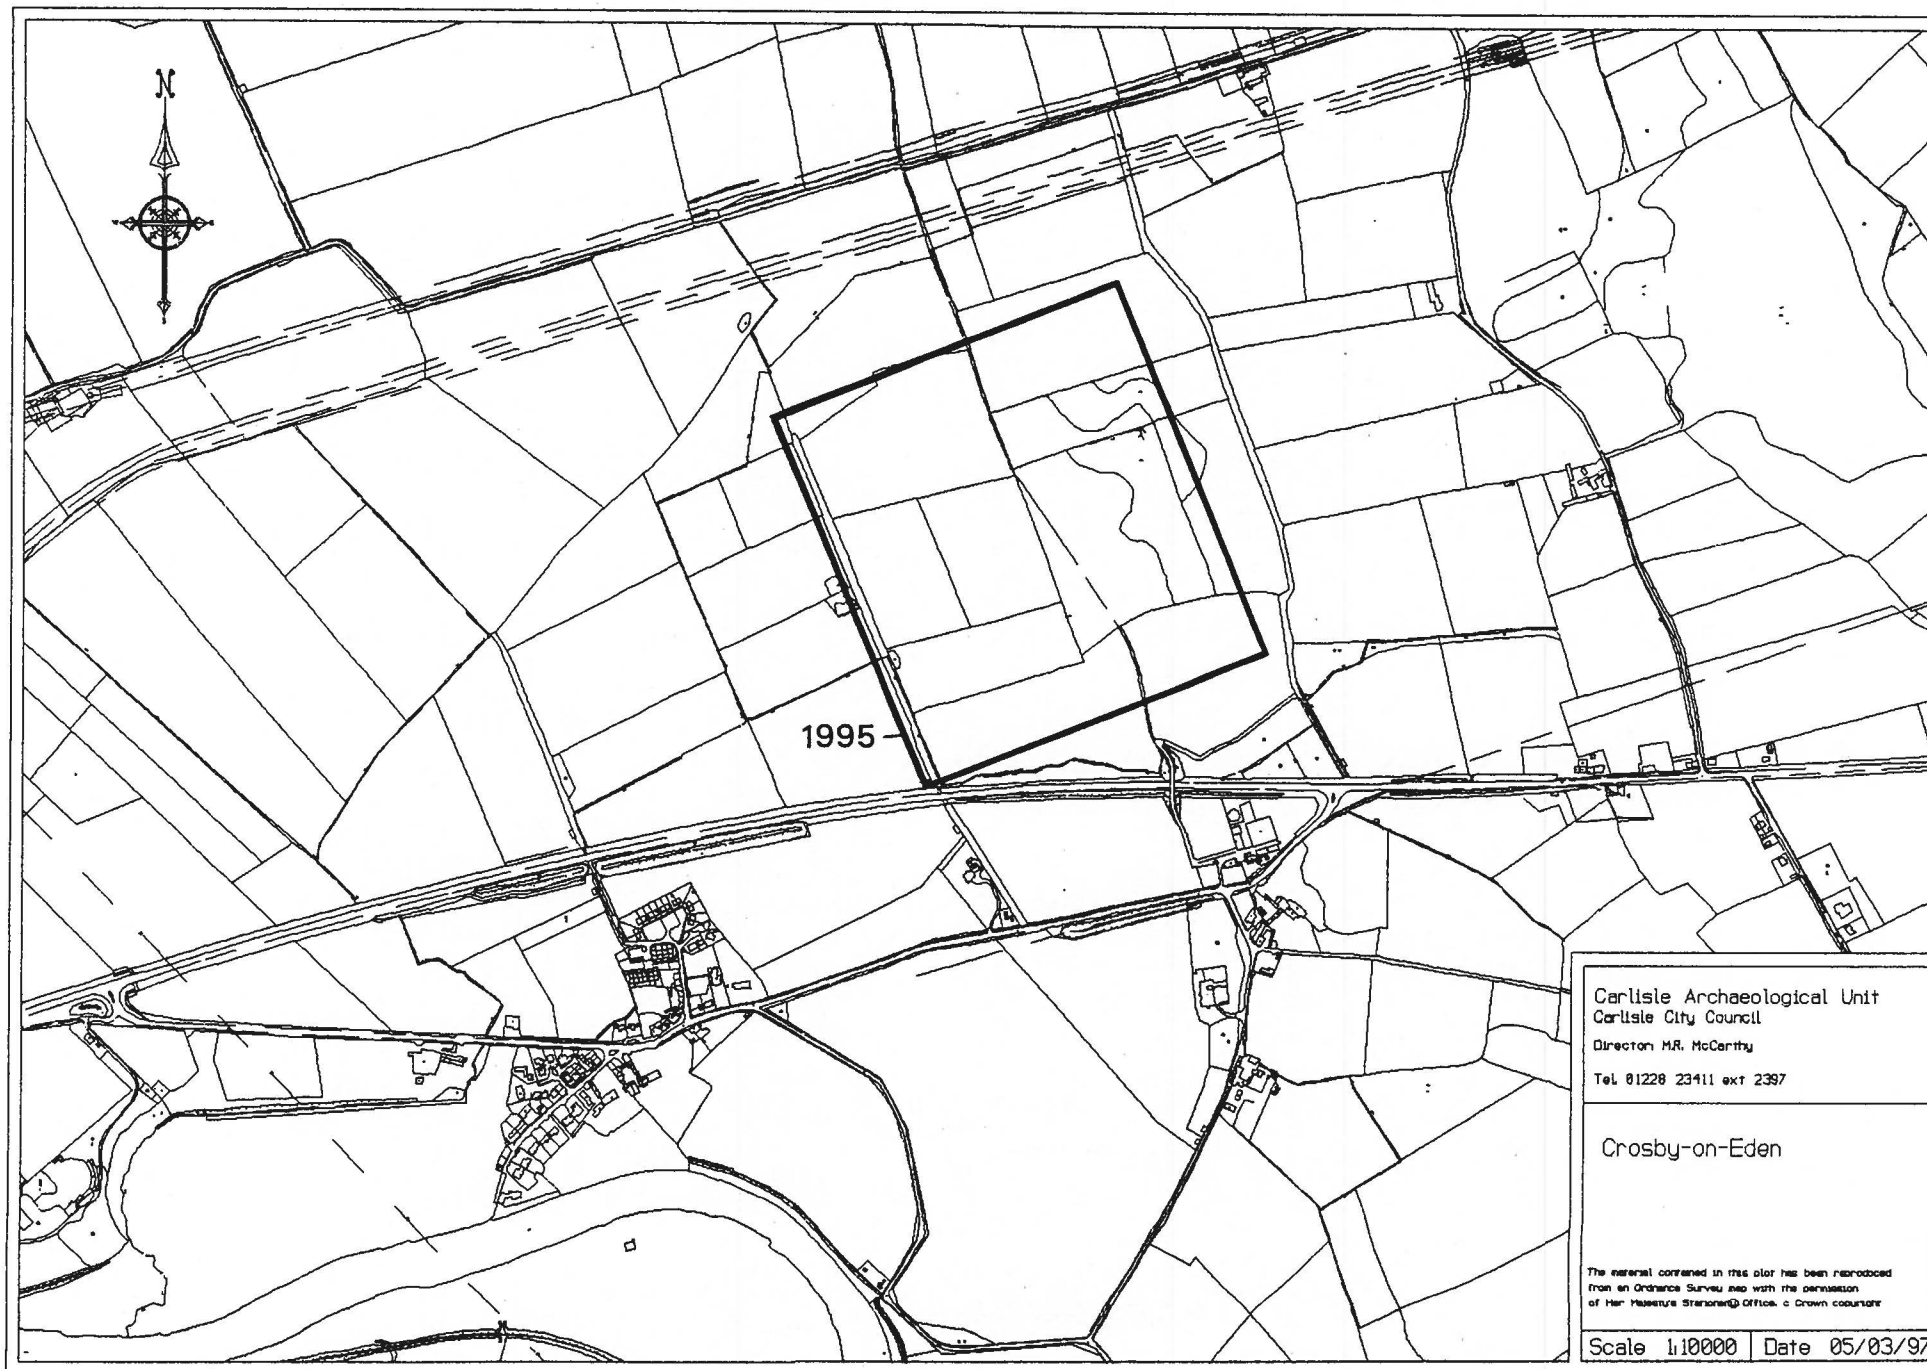 N
1995
Carlisle Archaeological Unit
Carlisle City Council
Director: M.R. McCarthy
Tel. 01228 23411 ext 2397
Crosby-on-Eden
The material contained in this plot has been reproduced
from an Ordnance Survey map with the permission
of Her Majesty's Stationery Office. c Crown copyright
Scale 1:10000
Date 05/03/97